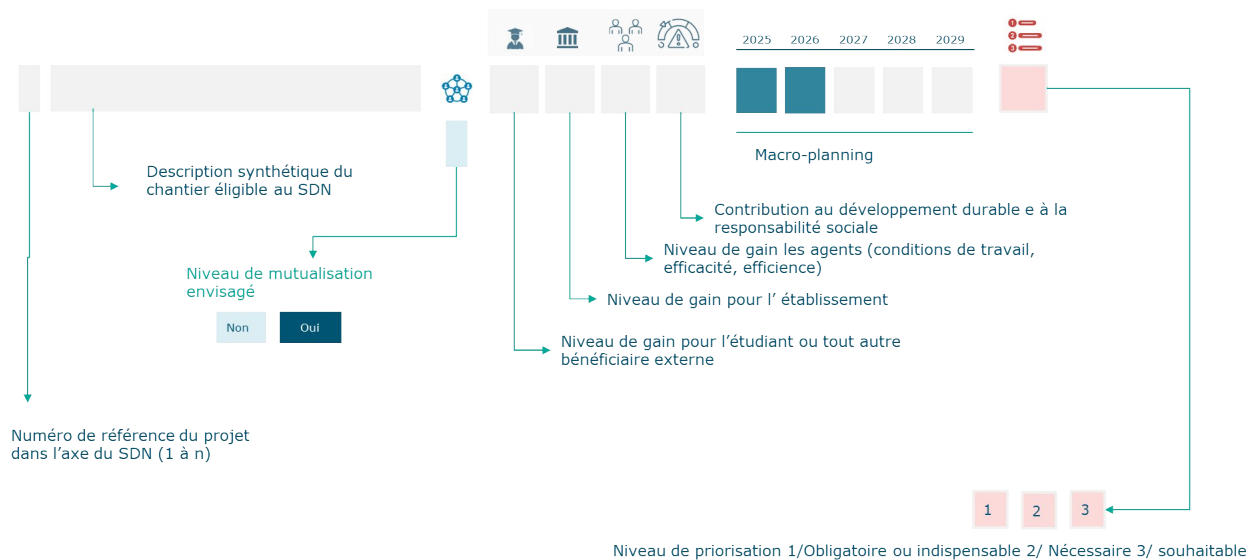 2025 2026 2027 2028 2029
Macro-planning
Description synthétique du
chantier éligible au SDN
Contribution au développement durable e à la
responsabilité sociale
Niveau de gain les agents (conditions de travail,
efficacité, efficience)
Niveau de mutualisation
envisagé
Niveau de gain pour l’ établissement
Non Oui
Niveau de gain pour l’étudiant ou tout autre
bénéficiaire externe
Numéro de référence du projet
dans l’axe du SDN (1 à n)
1 2 3
Niveau de priorisation 1/Obligatoire ou indispensable 2/ Nécessaire 3/ souhaitable